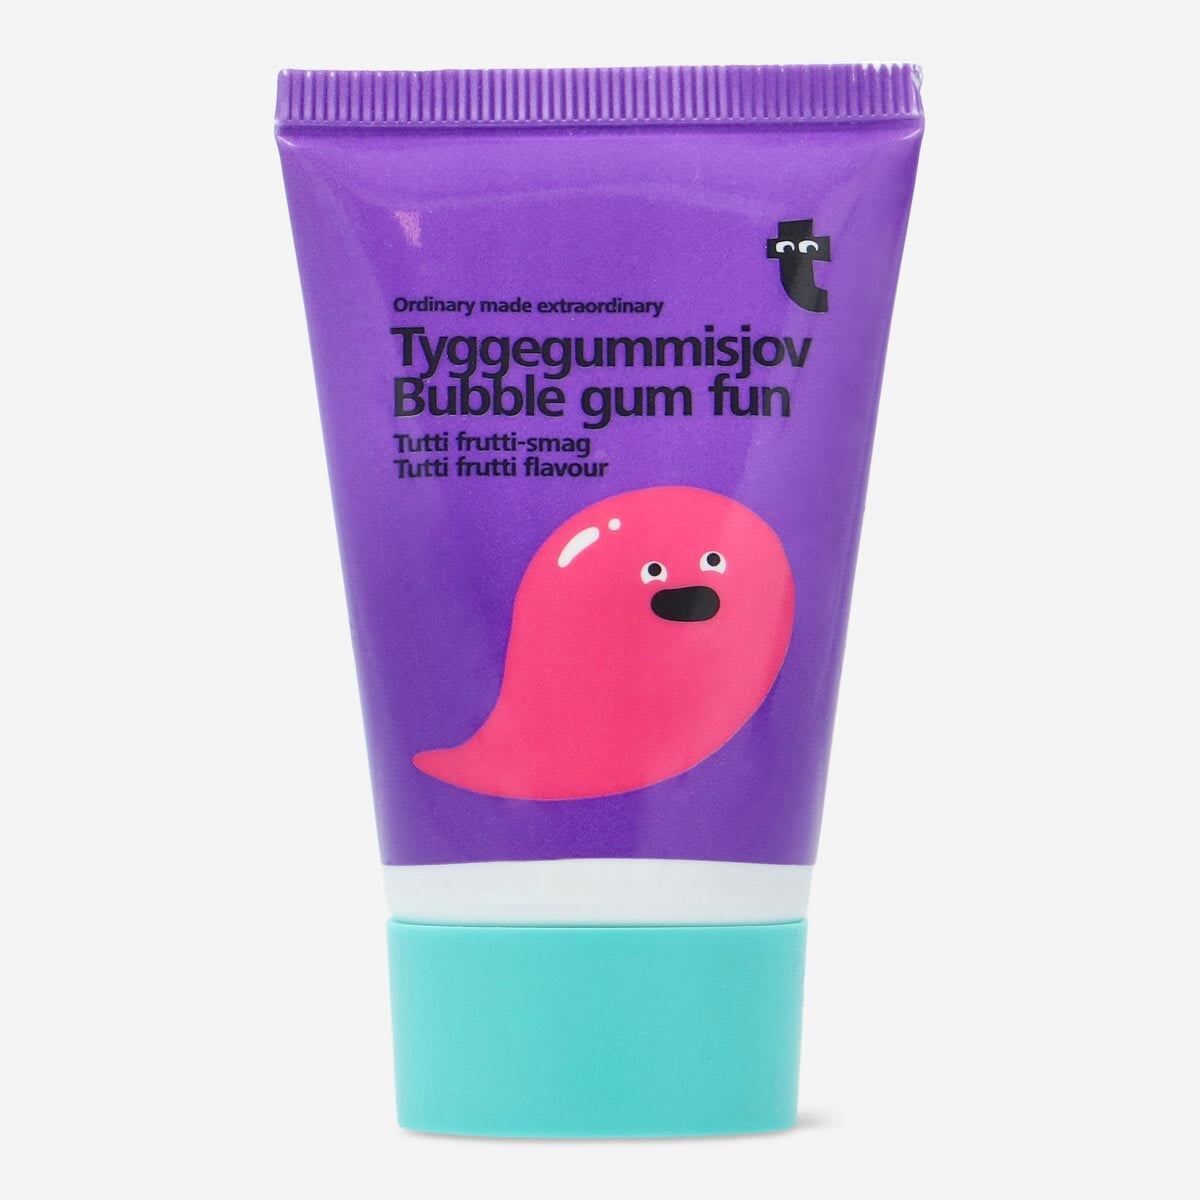 t
Ordinary made extraordinary
Tyggegummisjov
Bubble gum fun
Tutti frutti-smag
Tutti frutti flavour